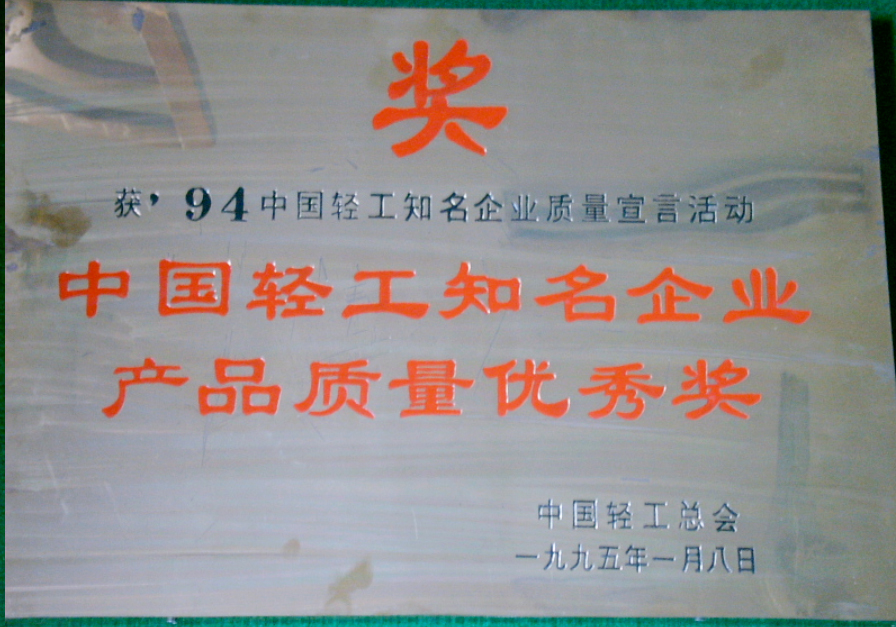 奖
获’94中国轻工知名企业质量宣言活动
中国轻工知名企业
产品质量优秀奖
中国轻工总会
一九九五年一月八日